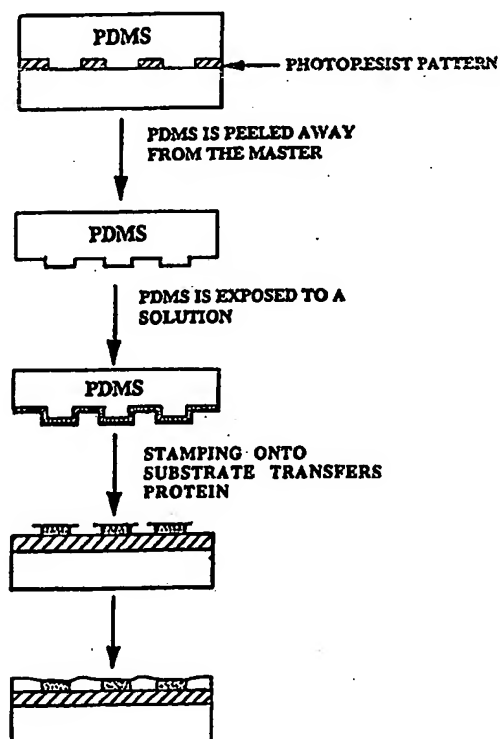 PDMS
PHOTORESIST PATTERN
PDMS IS PEELED AWAY
FROM THE MASTER
PDMS
PDMS IS EXPOSED TO A
SOLUTION
PDMS
STAMPING ONTO
SUBSTRATE TRANSFERS
PROTEIN